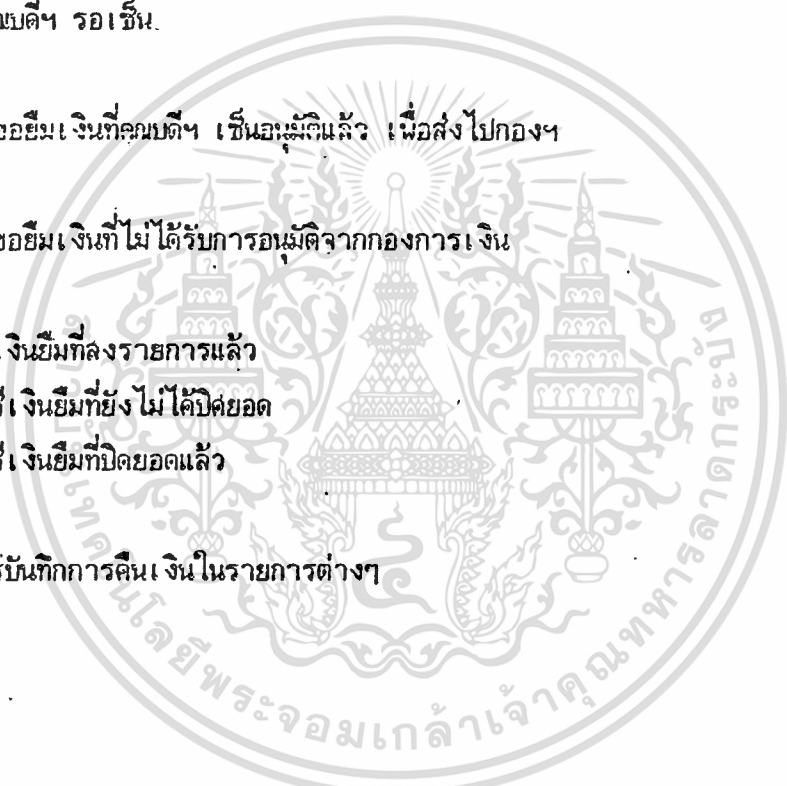 ณบดีฯ รอเซ็น.
ขอยืมเงินที่คณบดีฯ เซ็นอนุมัติแล้ว เพื่อส่งไปกองฯ
ขอยืมเงินที่ไม่ได้รับการอนุมัติจากกองการเงิน
เงินยืมที่ลงรายการแล้ว
เงินยืมที่ยังไม่ได้ปิดยอด
เงินยืมที่ปิดยอดแล้ว
บันทึกการคืนเงินในรายการต่างๆ
เทคโนโลยีพระจอมเกล้าเจ้าคุณทหารลาดกระบัง